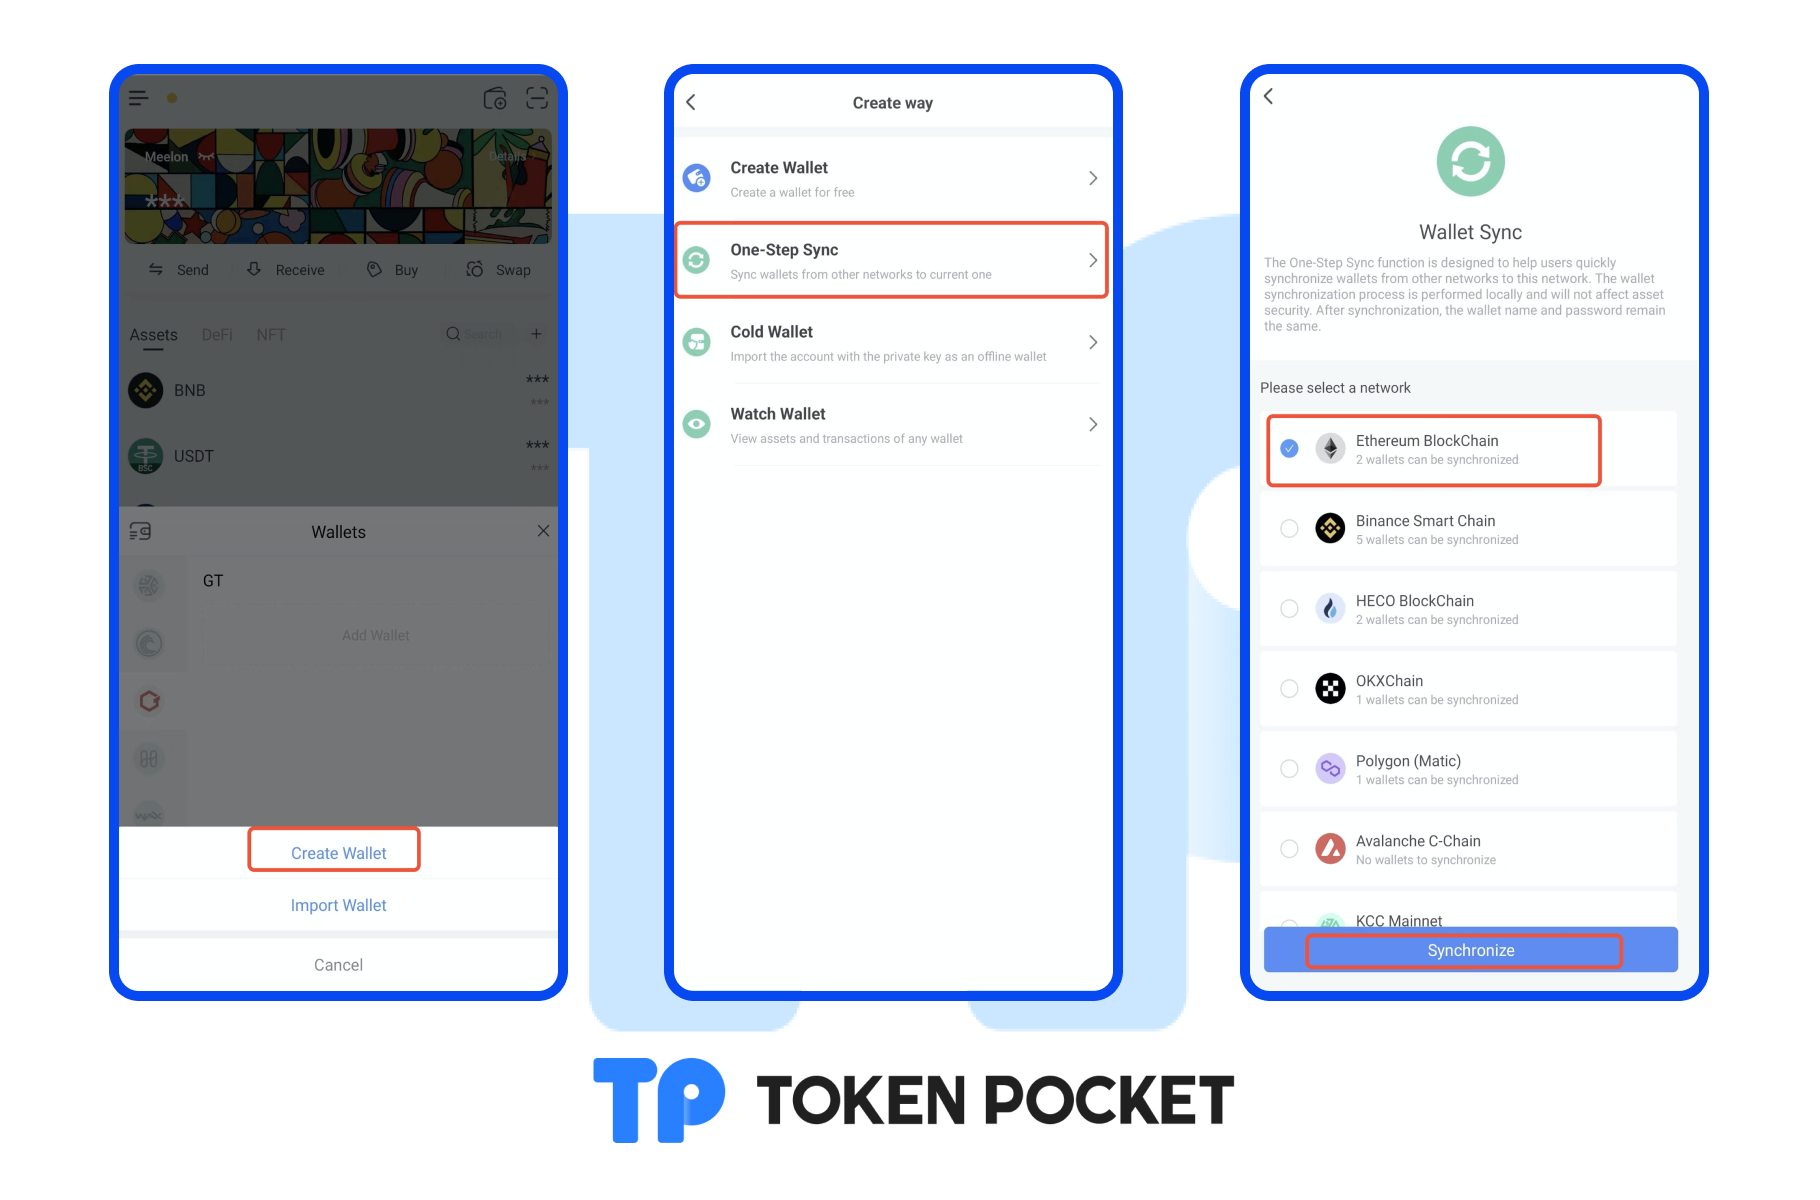 Meelon
Details
***
Send
Receive
Buy
Swap
Assets
DeFi
NFT
Search
BNB
***
***
BSC
USDT
***
***
Wallets
GT
Add Wallet
Create Wallet
Import Wallet
Cancel
Create way
Create Wallet
Create a wallet for free
One-Step Sync
Sync wallets from other networks to current one
Cold Wallet
Import the account with the private key as an offline wallet
Watch Wallet
View assets and transactions of any wallet
Wallet Sync
The One-Step Sync function is designed to help users quickly
synchronize wallets from other networks to this network. The wallet
synchronization process is performed locally and will not affect asset
security. After synchronization, the wallet name and password remain
the same.
Please select a network
Ethereum BlockChain
2 wallets can be synchronized
Binance Smart Chain
5 wallets can be synchronized
HECO BlockChain
2 wallets can be synchronized
OKXChain
1 wallets can be synchronized
Polygon (Matic)
1 wallets can be synchronized
Avalanche C-Chain
No wallets to synchronize
KCC Mainnet
Synchronize
TP TOKEN POCKET